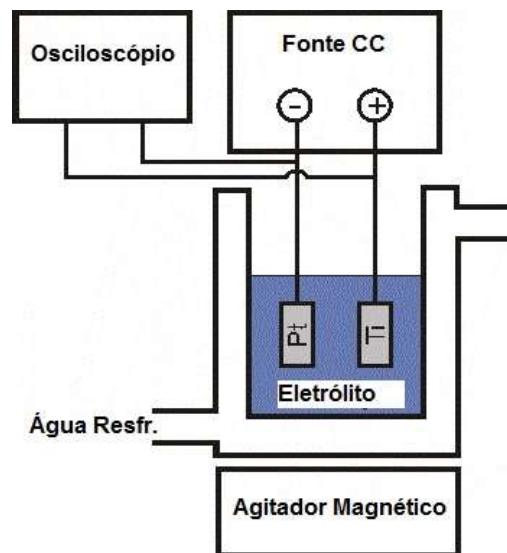 Osciloscópio
Fonte CC
- +
Pt
Ti
Eletrólito
Água Resfr.
Agitador Magnético